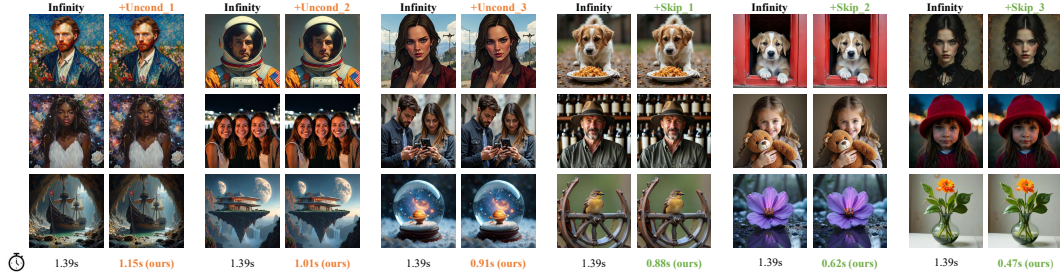 Infinity +Uncond_1 Infinity +Uncond_2 Infinity +Uncond_3 Infinity +Skip_1 Infinity +Skip_2 Infinity +Skip_3
1.39s 1.15s (ours) 1.39s 1.01s (ours) 1.39s 0.91s (ours) 1.39s 0.88s (ours) 1.39s 0.62s (ours) 1.39s 0.47s (ours)